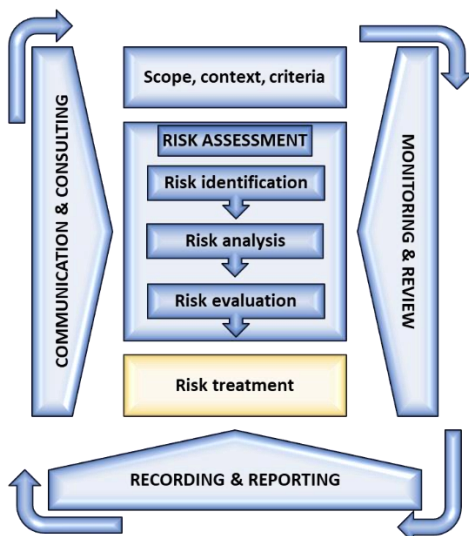 Scope, context, criteria
RISK ASSESSMENT
Risk identification
Risk analysis
Risk evaluation
Risk treatment
COMMUNICATION & CONSULTING
MONITORING & REVIEW
RECORDING & REPORTING